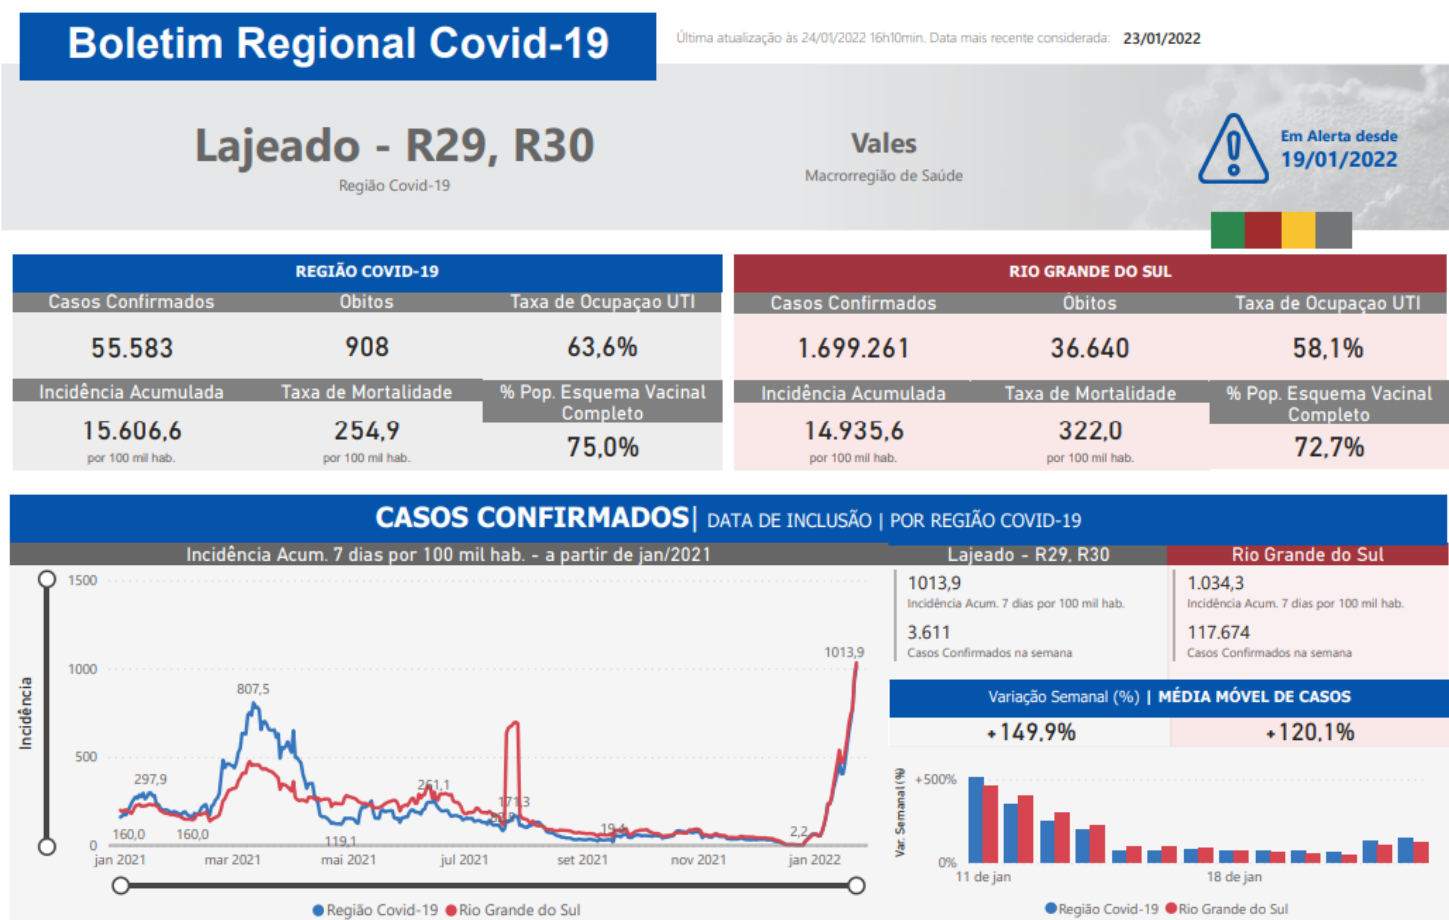 Boletim Regional Covid-19
Última atualização às 24/01/2022 16h10min. Data mais recente considerada: 23/01/2022
Lajeado - R29, R30
Região Covid-19
Vales
Macrorregião de Saúde
Em Alerta desde
19/01/2022
REGIÃO COVID-19
Casos Confirmados Obitos Taxa de Ocupaçao UTI
55.583 908 63,6%
Incidência Acumulada Taxa de Mortalidade % Pop. Esquema Vacinal
Completo
15.606,6 254,9 75,0%
por 100 mil hab. por 100 mil hab.
RIO GRANDE DO SUL
Casos Confirmados Óbitos Taxa de Ocupaçao UTI
1.699.261 36.640 58,1%
Incidência Acumulada Taxa de Mortalidade % Pop. Esquema Vacinal
Completo
14.935,6 322,0 72,7%
por 100 mil hab. por 100 mil hab.
CASOS CONFIRMADOS| DATA DE INCLUSÃO | POR REGIÃO COVID-19
Incidência Acum. 7 dias por 100 mil hab. - a partir de jan/2021
Incidência
1500
1000
500
0
160,0
297,9
160,0
807,5
119,1
261,1
171,3
19,4
2,2
1013,9
jan 2021 mar 2021 mai 2021 jul 2021 set 2021 nov 2021 jan 2022
Região Covid-19 Rio Grande do Sul
Lajeado - R29, R30
1013,9
Incidência Acum. 7 dias por 100 mil hab.
3.611
Casos Confirmados na semana
Rio Grande do Sul
1.034,3
Incidência Acum. 7 dias por 100 mil hab.
117.674
Casos Confirmados na semana
Variação Semanal (%) | MÉDIA MÓVEL DE CASOS
+149,9% +120,1%
Var. Semanal (%)
+500%
0%
11 de jan 18 de jan
Região Covid-19 Rio Grande do Sul